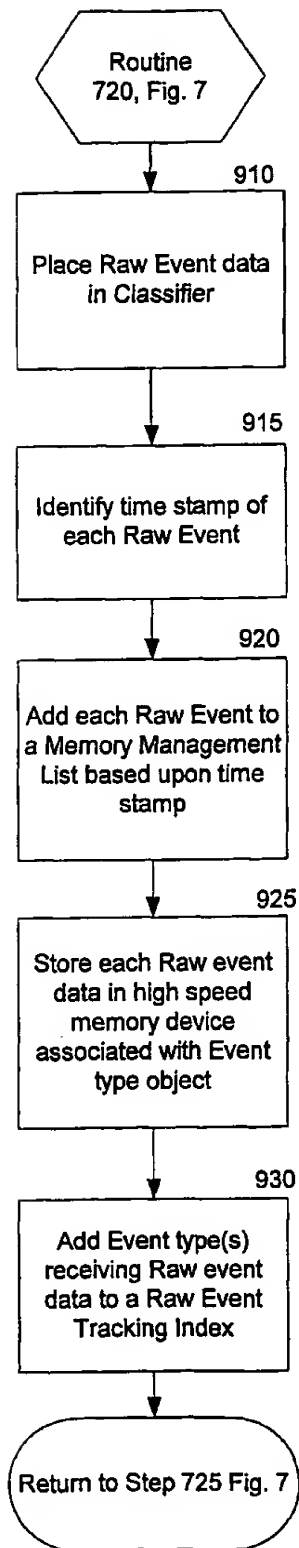 Routine
720, Fig. 7
910
Place Raw Event data
in Classifier
915
Identify time stamp of
each Raw Event
920
Add each Raw Event to
a Memory Management
List based upon time
stamp
925
Store each Raw event
data in high speed
memory device
associated with Event
type object
930
Add Event type(s)
receiving Raw event
data to a Raw Event
Tracking Index
Return to Step 725 Fig. 7